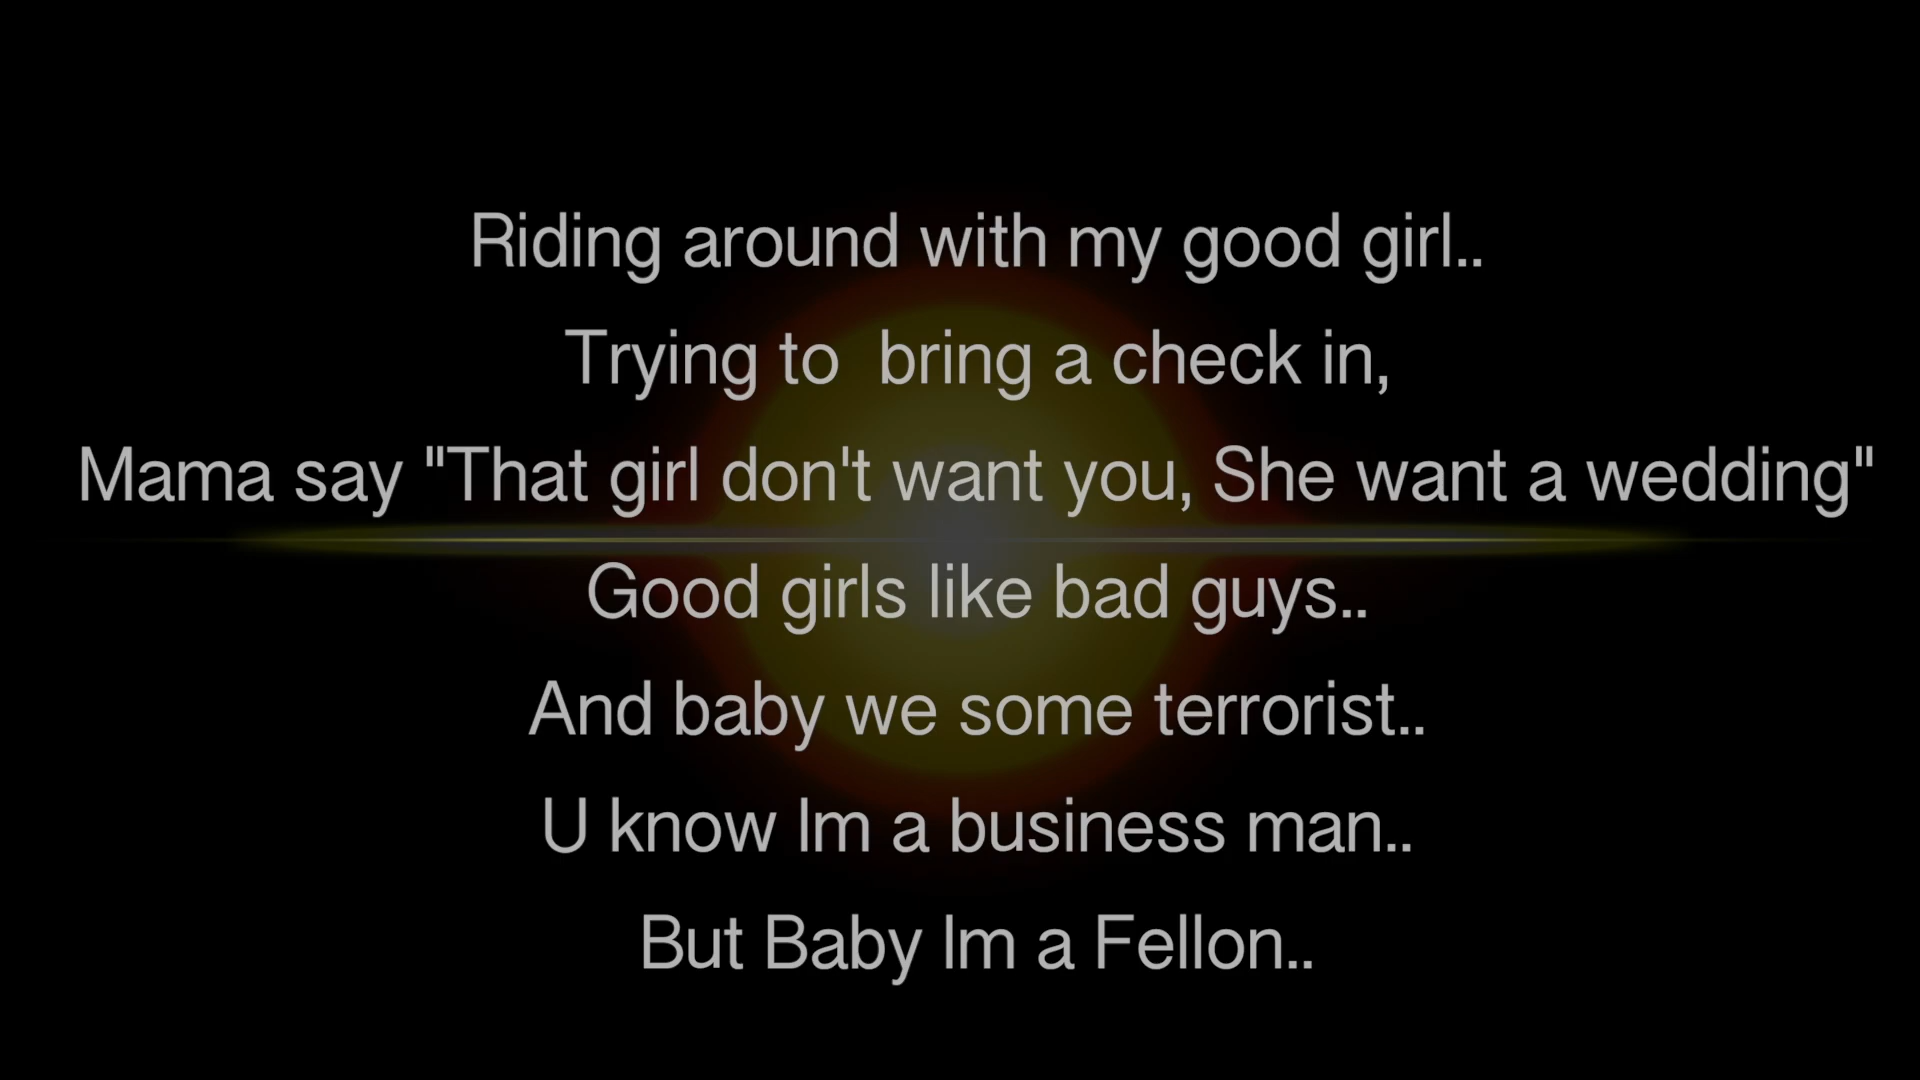 Riding around with my good girl..
Trying to  bring a check in,
Mama say "That girl don't want you, She want a wedding"
Good girls like bad guys..
And baby we some terrorist..
U know Im a business man..
But Baby Im a Fellon..